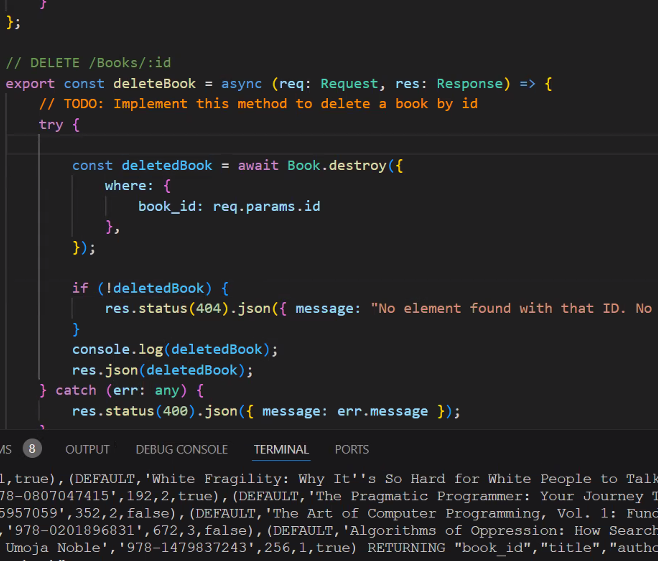 }
};
// DELETE /Books/:id
export const deleteBook = async (req: Request, res: Response) => {
// TODO: Implement this method to delete a book by id
try {
const deletedBook = await Book.destroy({
where: {
book_id: req.params.id
},
});
if (!deletedBook) {
res.status(404).json({ message: "No element found with that ID. No
}
console.log(deletedBook);
res.json(deletedBook);
} catch (err: any) {
res.status(400).json({ message: err.message });
MS 8 OUTPUT DEBUG CONSOLE TERMINAL PORTS
1,true),(DEFAULT,'White Fragility: Why It''s So Hard for White People to Talk
78-0807047415',192,2,true),(DEFAULT,'The Pragmatic Programmer: Your Journey T
5957059',352,2,false),(DEFAULT,'The Art of Computer Programming, Vol. 1: Fund
,'978-0201896831',672,3,false),(DEFAULT,'Algorithms of Oppression: How Search
Umoja Noble','978-1479837243',256,1,true) RETURNING "book_id","title","autho